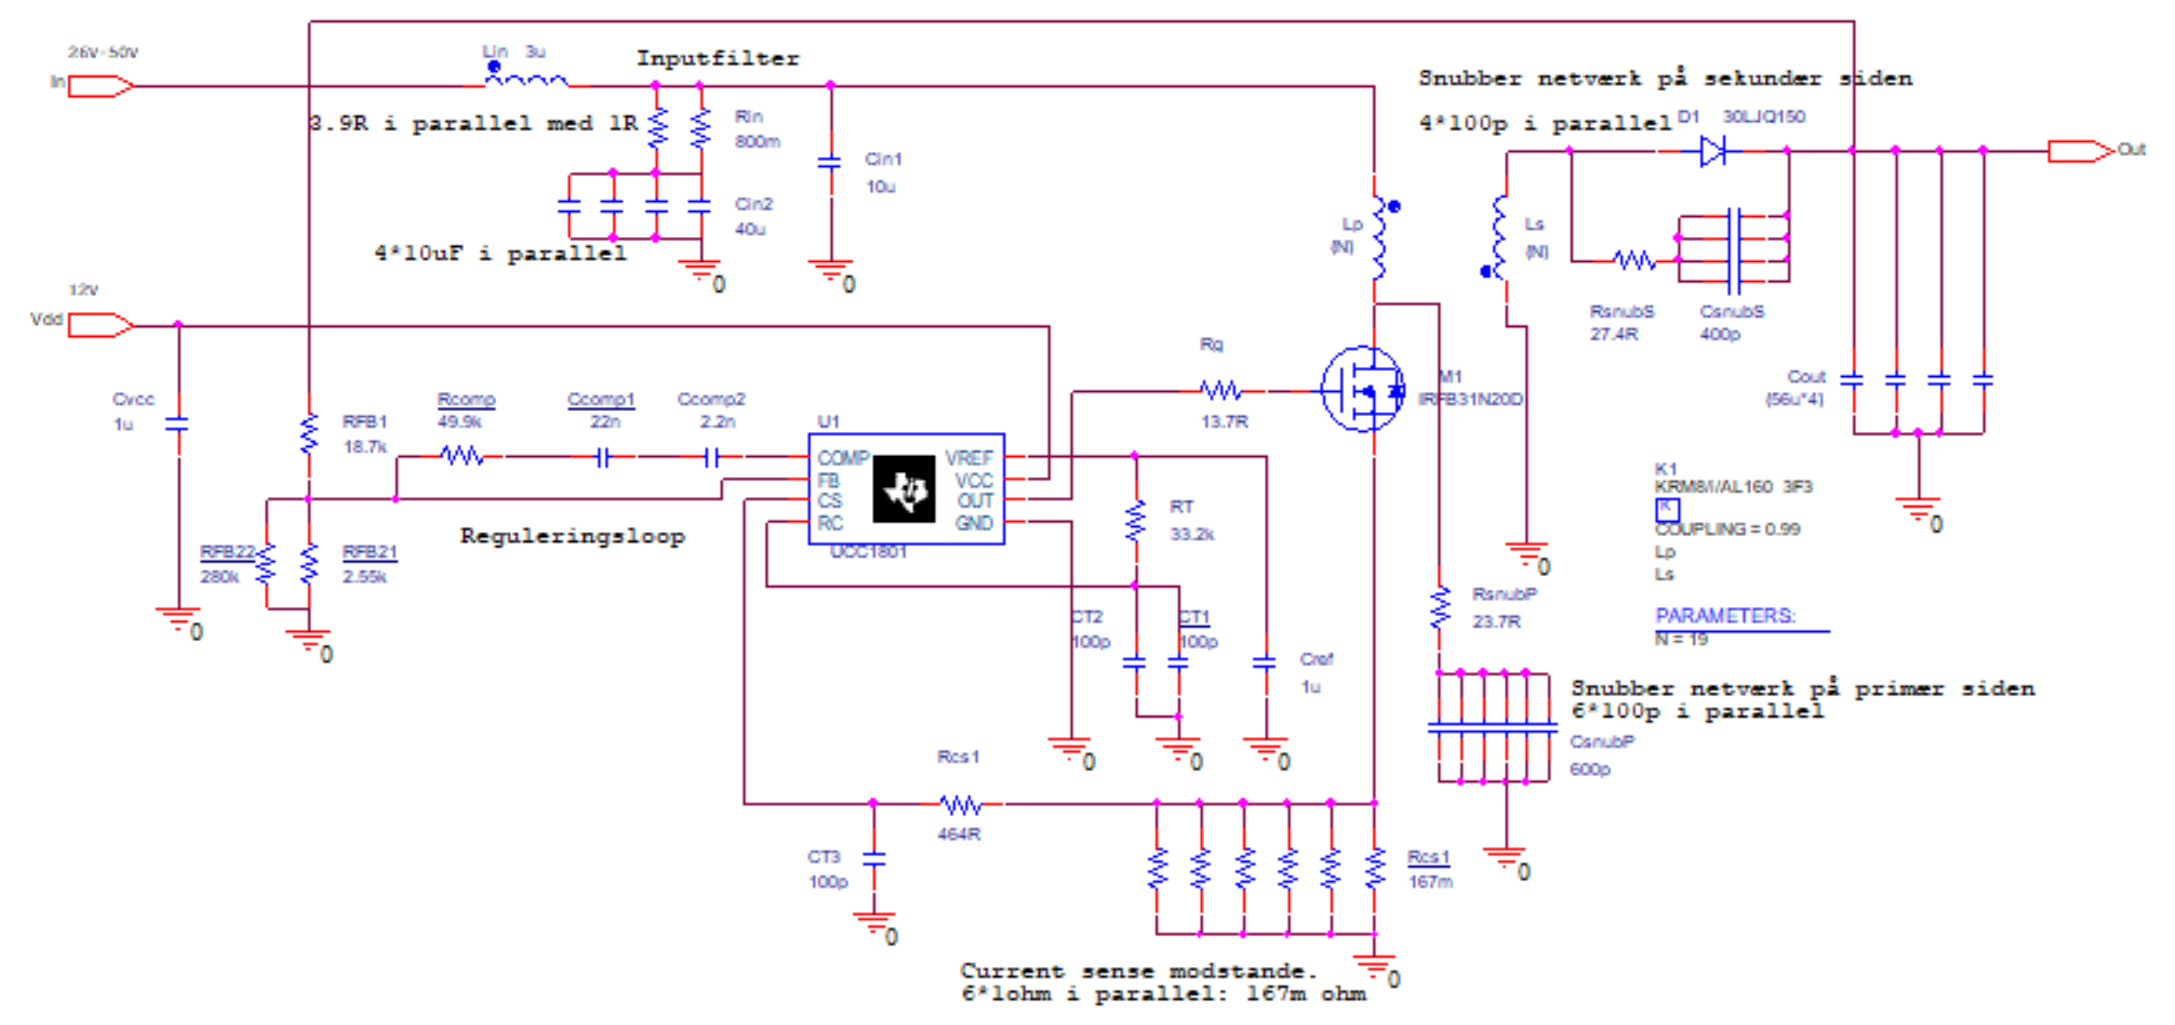 26V-50V
In
Lin 3u
Inputfilter
3.9R i parallel med 1R
Rin
800m
Cin1
10u
Cin2
40u
4*10uF i parallel
0
0
Snubber netværk på sekundær siden
4*100p i parallel
D1 30LJQ150
Out
Lp
(N)
Ls
(N)
RsnubS
27.4R
CsnubS
400p
Cout
(56u*4)
0
12V
Vdd
Cvcc
1u
0
RFB1
18.7k
Rcomp
49.9k
Ccomp1
22n
Ccomp2
2.2n
RFB22
280k
RFB21
2.55k
0
Reguleringsloop
U1
COMP
FB
CS
RC
VREF
VCC
OUT
GND
UCC1801
Rg
13.7R
M1
IRFB31N20D
0
RT
33.2k
CT2
100p
CT1
100p
Cref
1u
0
0
0
K1
KRM8/I/AL160 3F3
K
COUPLING = 0.99
Lp
Ls
PARAMETERS:
N = 19
RsnubP
23.7R
Snubber netværk på primær siden
6*100p i parallel
CsnubP
600p
0
Rcs1
464R
CT3
100p
0
Rcs1
167m
0
Current sense modstande.
6*1ohm i parallel: 167m ohm